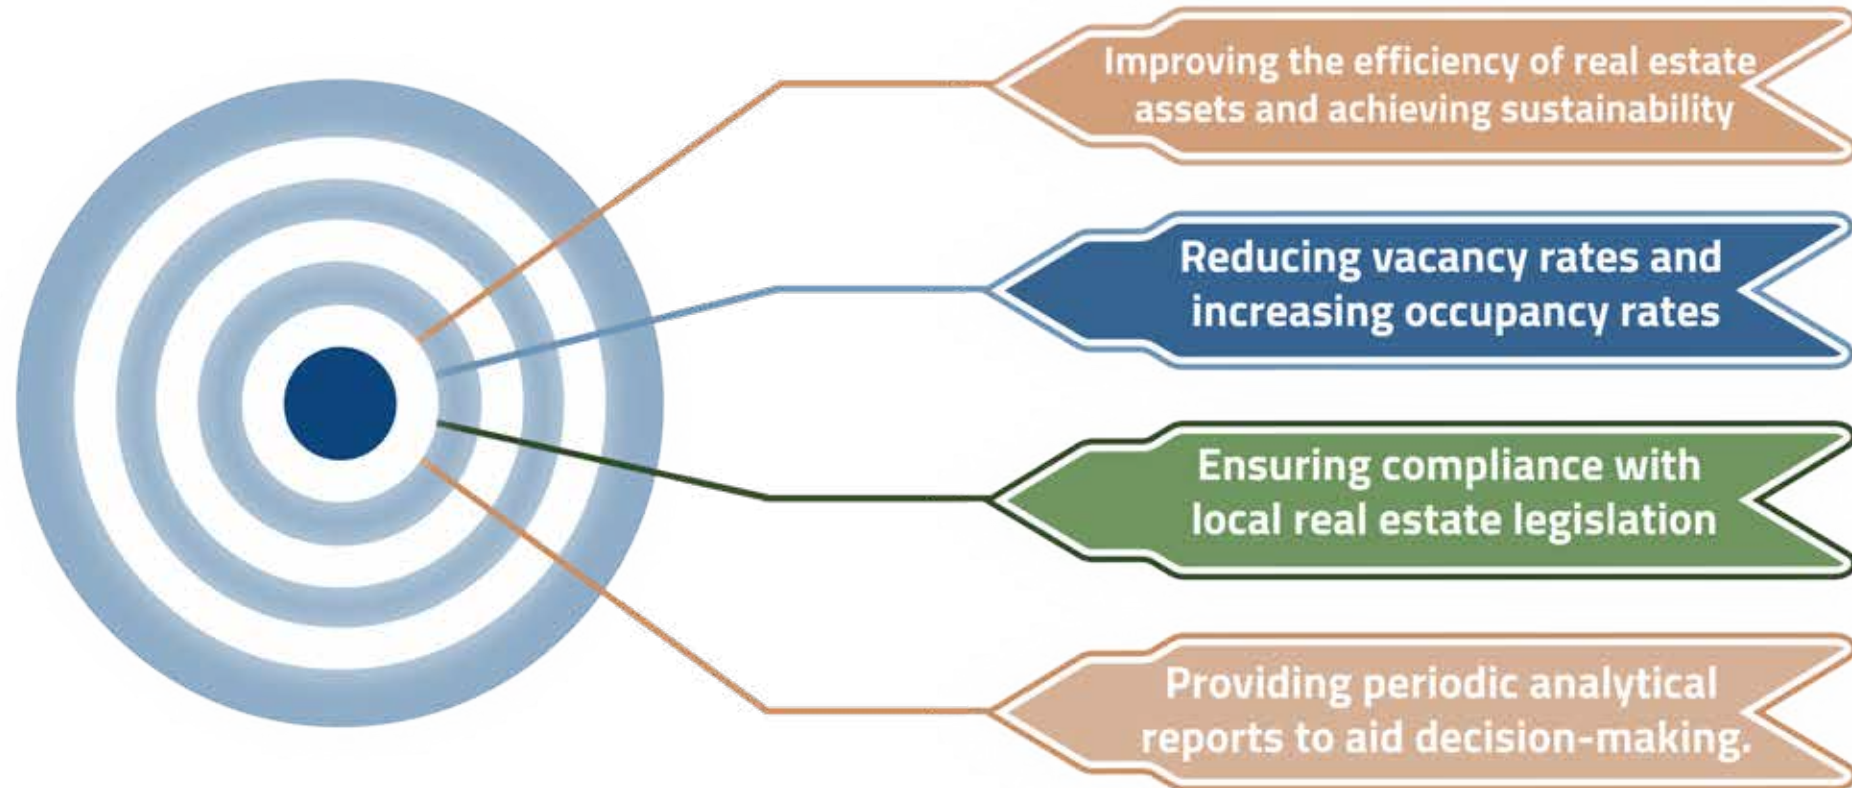 Improving the efficiency of real estate
assets and achieving sustainability
Reducing vacancy rates and
increasing occupancy rates
Ensuring compliance with
local real estate legislation
Providing periodic analytical
reports to aid decision-making.